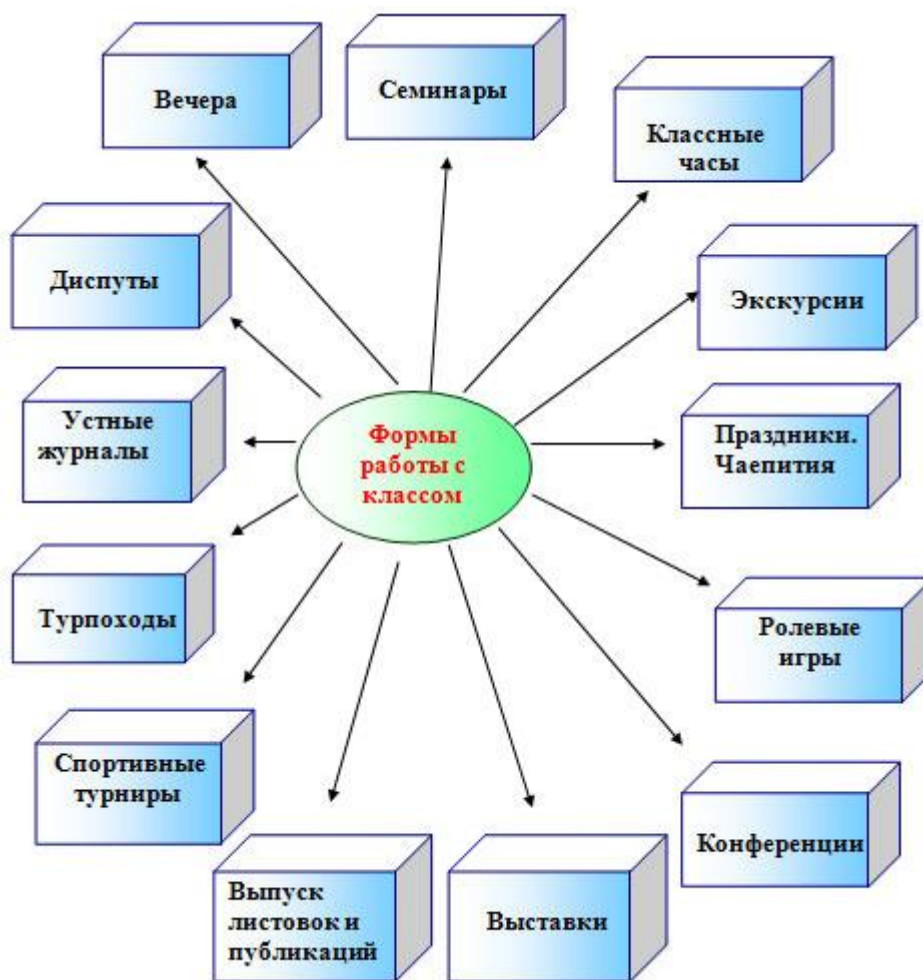 Вечера
Семинары
Классные
часы
Диспуты
Экскурсии
Устные
журналы
Формы
работы с
классом
Праздники.
Чаепития
Турпоходы
Ролевые
игры
Спортивные
турниры
Конференции
Выпуск
листовок и
публикаций
Выставки